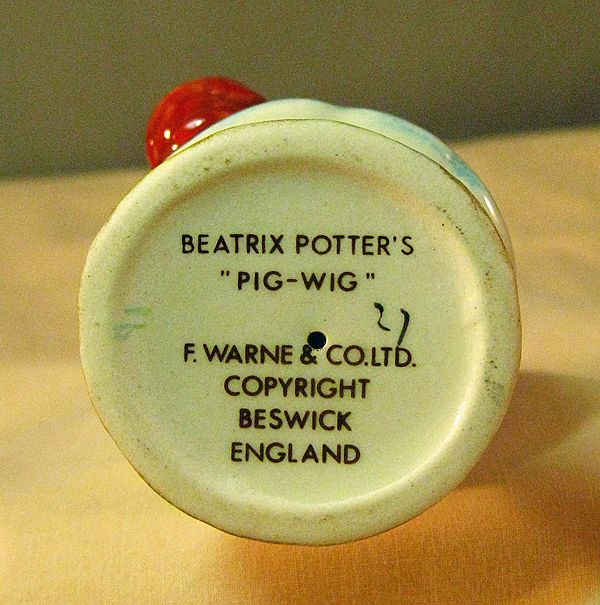 BEATRIX POTTER'S
"PIG-WIG"
27
F. WARNE & CO.LTD.
COPYRIGHT
BESWICK
ENGLAND